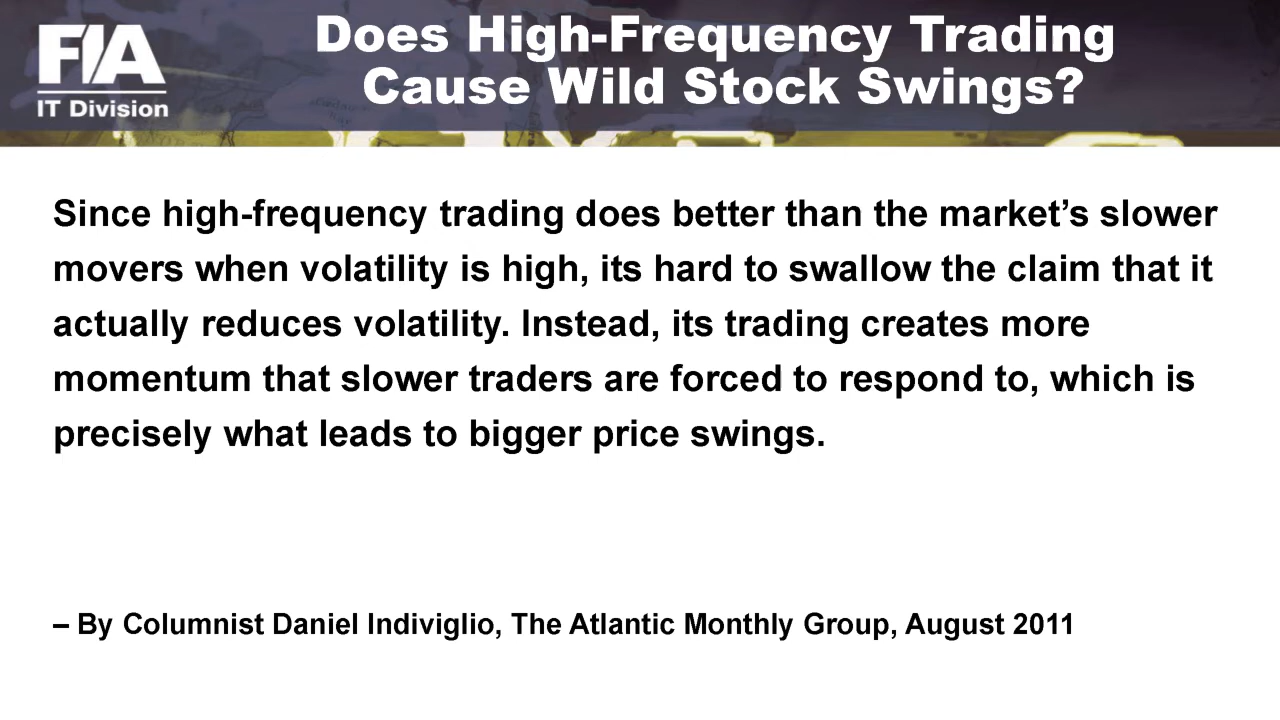 FIA
IT Division
Does High-Frequency Trading
Cause Wild Stock Swings?
Since high-frequency trading does better than the market’s slower
movers when volatility is high, its hard to swallow the claim that it
actually reduces volatility. Instead, its trading creates more
momentum that slower traders are forced to respond to, which is
precisely what leads to bigger price swings.
– By Columnist Daniel Indiviglio, The Atlantic Monthly Group, August 2011